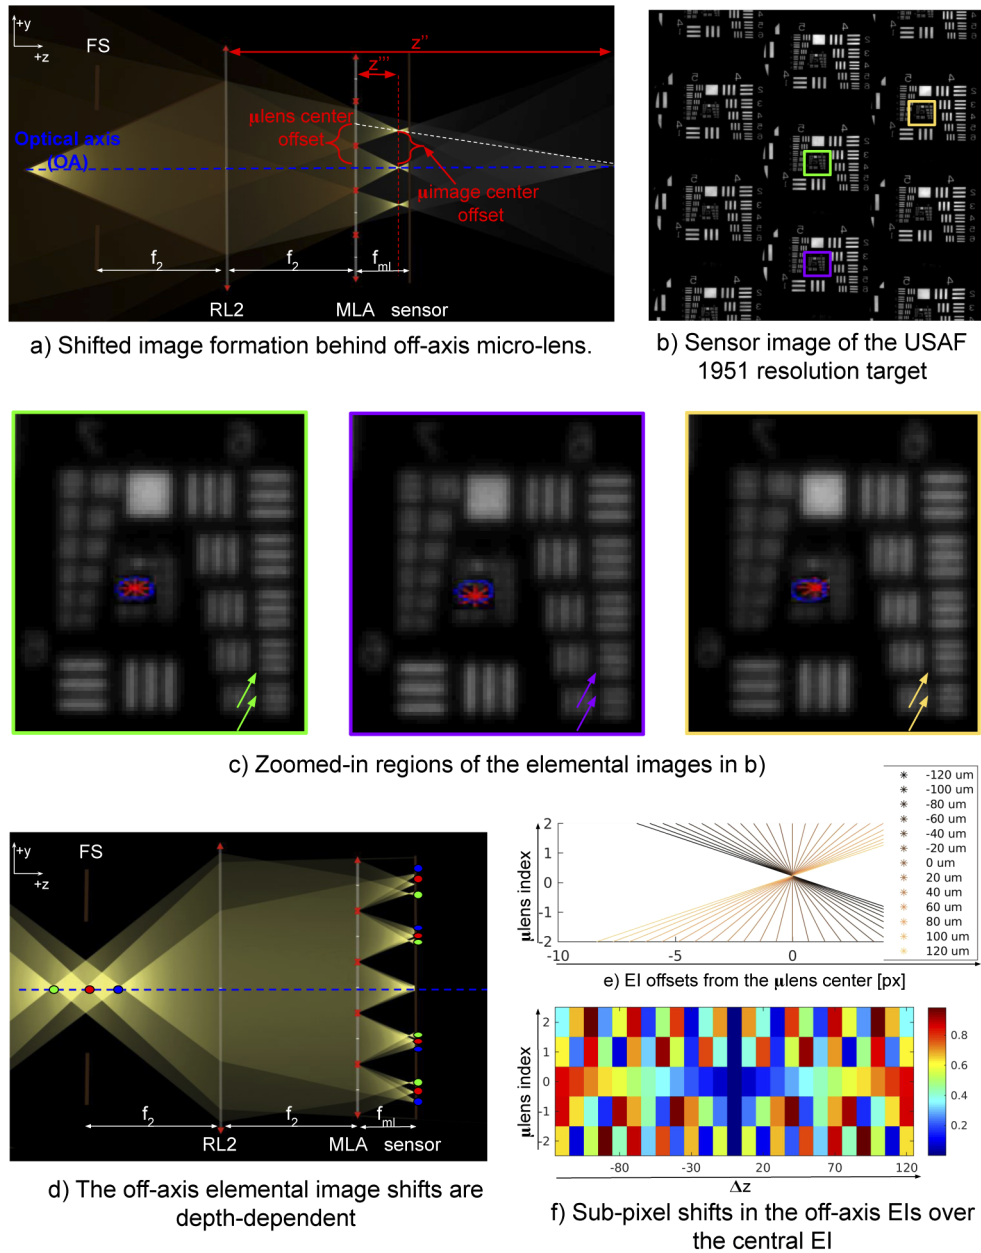 +y
+z
FS
z''
z'''
μlens center
offset
Optical axis
(OA)
μimage center
offset
f2
f2
fml
RL2
MLA
sensor
a) Shifted image formation behind off-axis micro-lens.
b) Sensor image of the USAF
1951 resolution target
c) Zoomed-in regions of the elemental images in b)
+y
+z
FS
f2
f2
fml
RL2
MLA
sensor
d) The off-axis elemental image shifts are
depth-dependent
-120 um
-100 um
-80 um
-60 um
-40 um
-20 um
0 um
20 um
40 um
60 um
80 um
100 um
120 um
μlens index
2
1
0
-1
-2
-10
-5
0
e) EI offsets from the μlens center [px]
μlens index
2
1
0
-1
-2
-80
-30
20
70
120
Δz
0.8
0.6
0.4
0.2
f) Sub-pixel shifts in the off-axis EIs over
the central EI